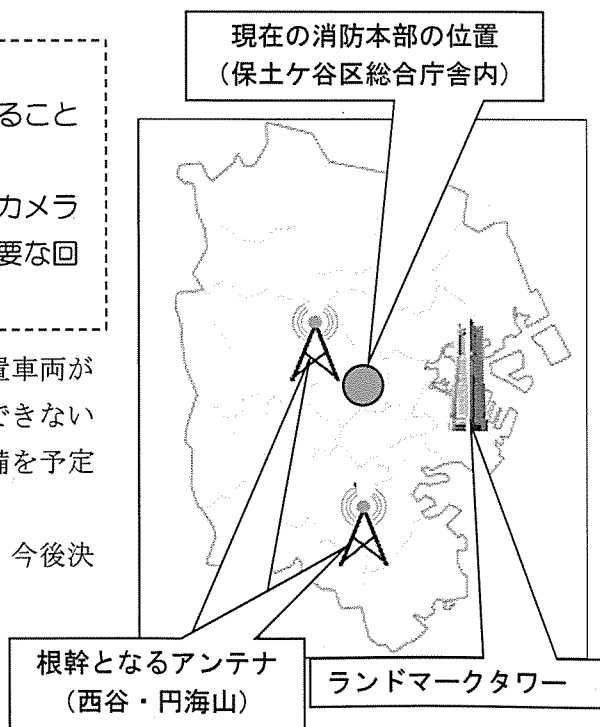 現在の消防本部の位置
（保土ケ谷区総合庁舎内）
ること
カメラ
要な回
置車両が
できない
備を予定
今後決
根幹となるアンテナ
（西谷・円海山）
ランドマークタワー